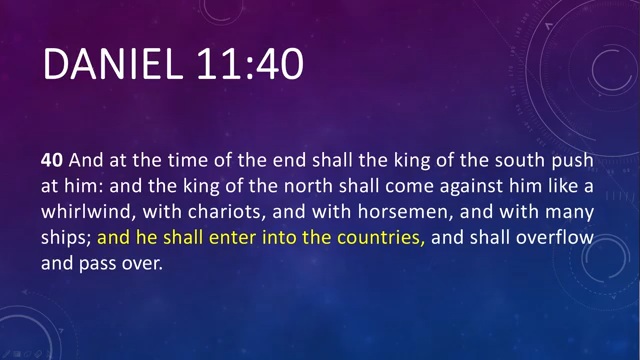 DANIEL 11:40
40 And at the time of the end shall the king of the south push
at him: and the king of the north shall come against him like a
whirlwind, with chariots, and with horsemen, and with many
ships; and he shall enter into the countries, and shall overflow
and pass over.